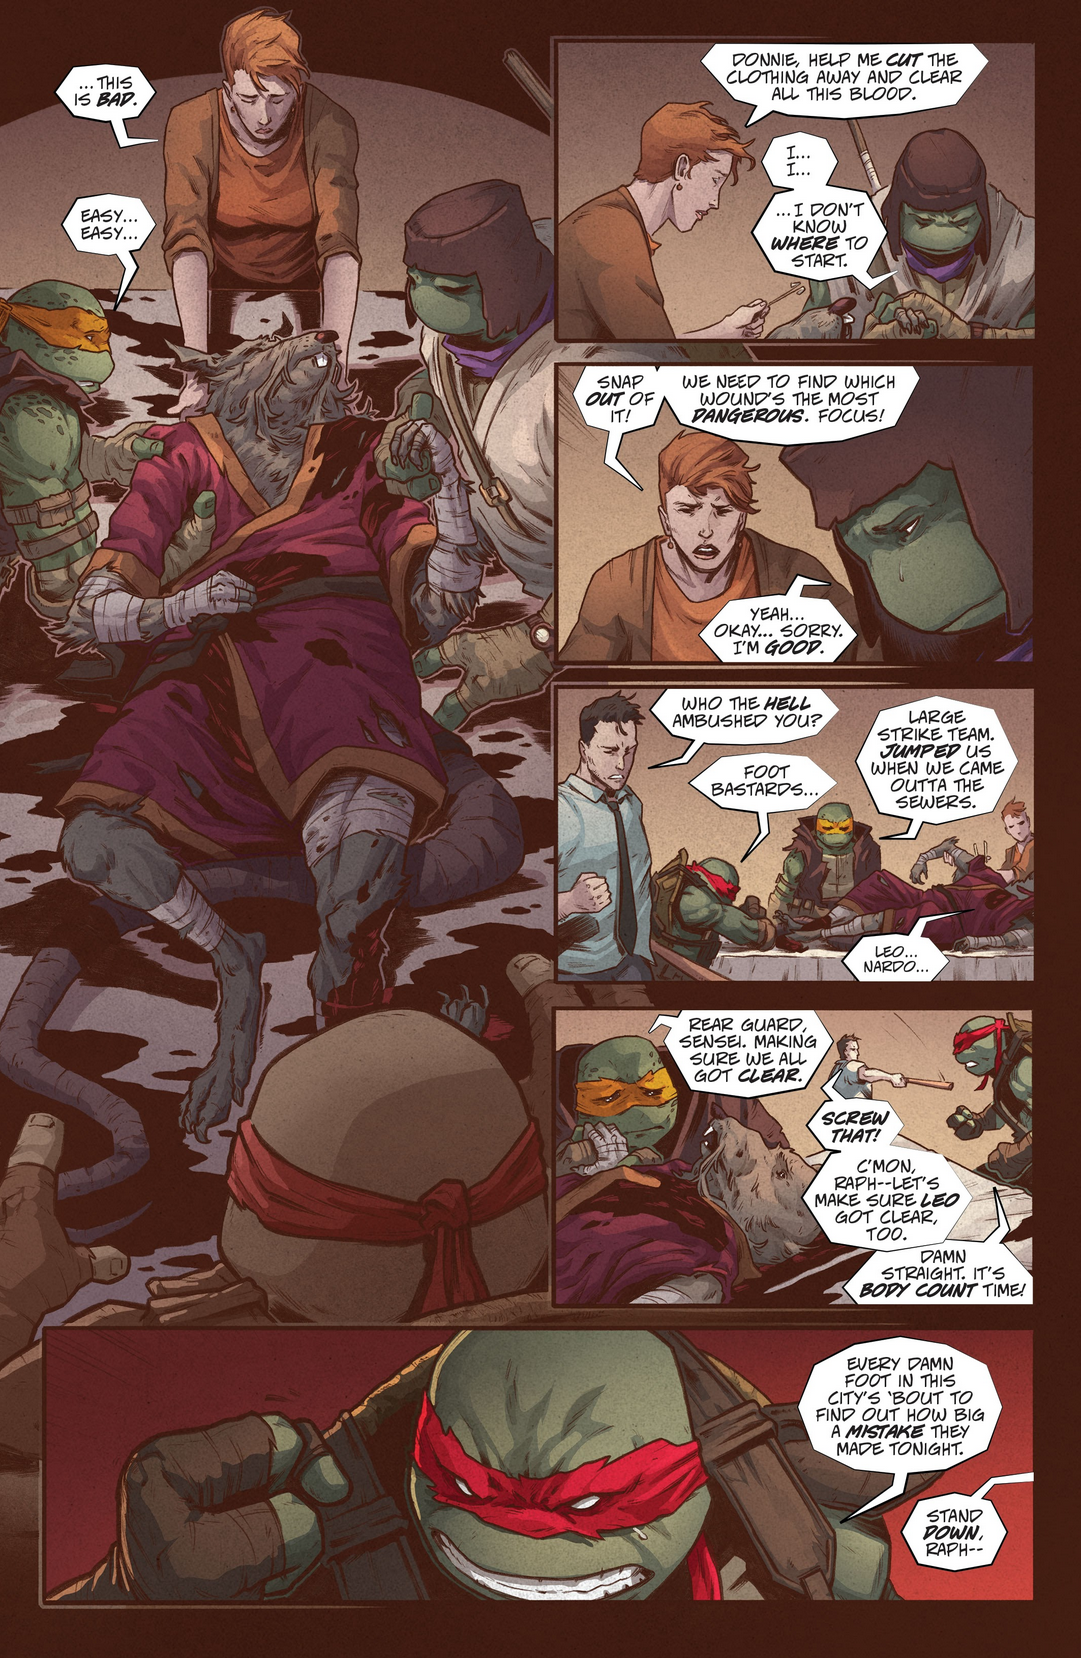 ...THIS
IS BAD.
EASY...
EASY...
DONNIE, HELP ME CUT THE
CLOTHING AWAY AND CLEAR
ALL THIS BLOOD.
I...
I...
...I DON'T
KNOW
WHERE TO
START.
SNAP
OUT OF
IT!
WE NEED TO FIND WHICH
WOUND'S THE MOST
DANGEROUS. FOCUS!
YEAH...
OKAY... SORRY.
I'M GOOD.
WHO THE HELL
AMBUSHED YOU?
FOOT
BASTARDS...
LARGE
STRIKE TEAM.
JUMPED US
WHEN WE CAME
OUTTA THE
SEWERS.
LEO...
NARDO...
REAR GUARD,
SENSEI. MAKING
SURE WE ALL
GOT CLEAR.
SCREW
THAT!
C'MON,
RAPH--LET'S
MAKE SURE LEO
GOT CLEAR,
TOO.
DAMN
STRAIGHT. IT'S
BODY COUNT TIME!
EVERY DAMN
FOOT IN THIS
CITY'S 'BOUT TO
FIND OUT HOW BIG
A MISTAKE THEY
MADE TONIGHT.
STAND
DOWN,
RAPH--